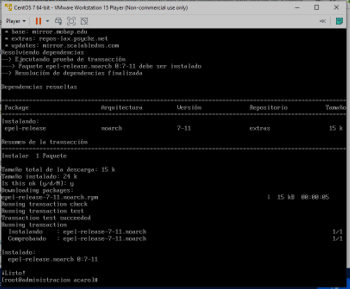 CentOS 7 64-bit - VMware Workstation 15 Player (Non-commercial use only)
Player
* base: mirror.mobap.edu
* extras: repos-lax.psychz.net
* updates: mirror.scalabledns.com
Resolviendo dependencias
--> Ejecutando prueba de transacción
---> Paquete epel-release.noarch 0:7-11 debe ser instalado
--> Resolución de dependencias finalizada
Dependencias resueltas
Package Arquitectura Versión Repositorio Tamaño
Instalando:
epel-release noarch 7-11 extras 15 k
Resumen de la transacción
Instalar 1 Paquete
Tamaño total de la descarga: 15 k
Tamaño instalado: 24 k
Is this ok [y/d/N]: y
Downloading packages:
epel-release-7-11.noarch.rpm | 15 kB 00:00:05
Running transaction check
Running transaction test
Transaction test succeeded
Running transaction
Instalando : epel-release-7-11.noarch 1/1
Comprobando : epel-release-7-11.noarch 1/1
Instalado:
epel-release.noarch 0:7-11
¡Listo!
[root@administracion acaro]#